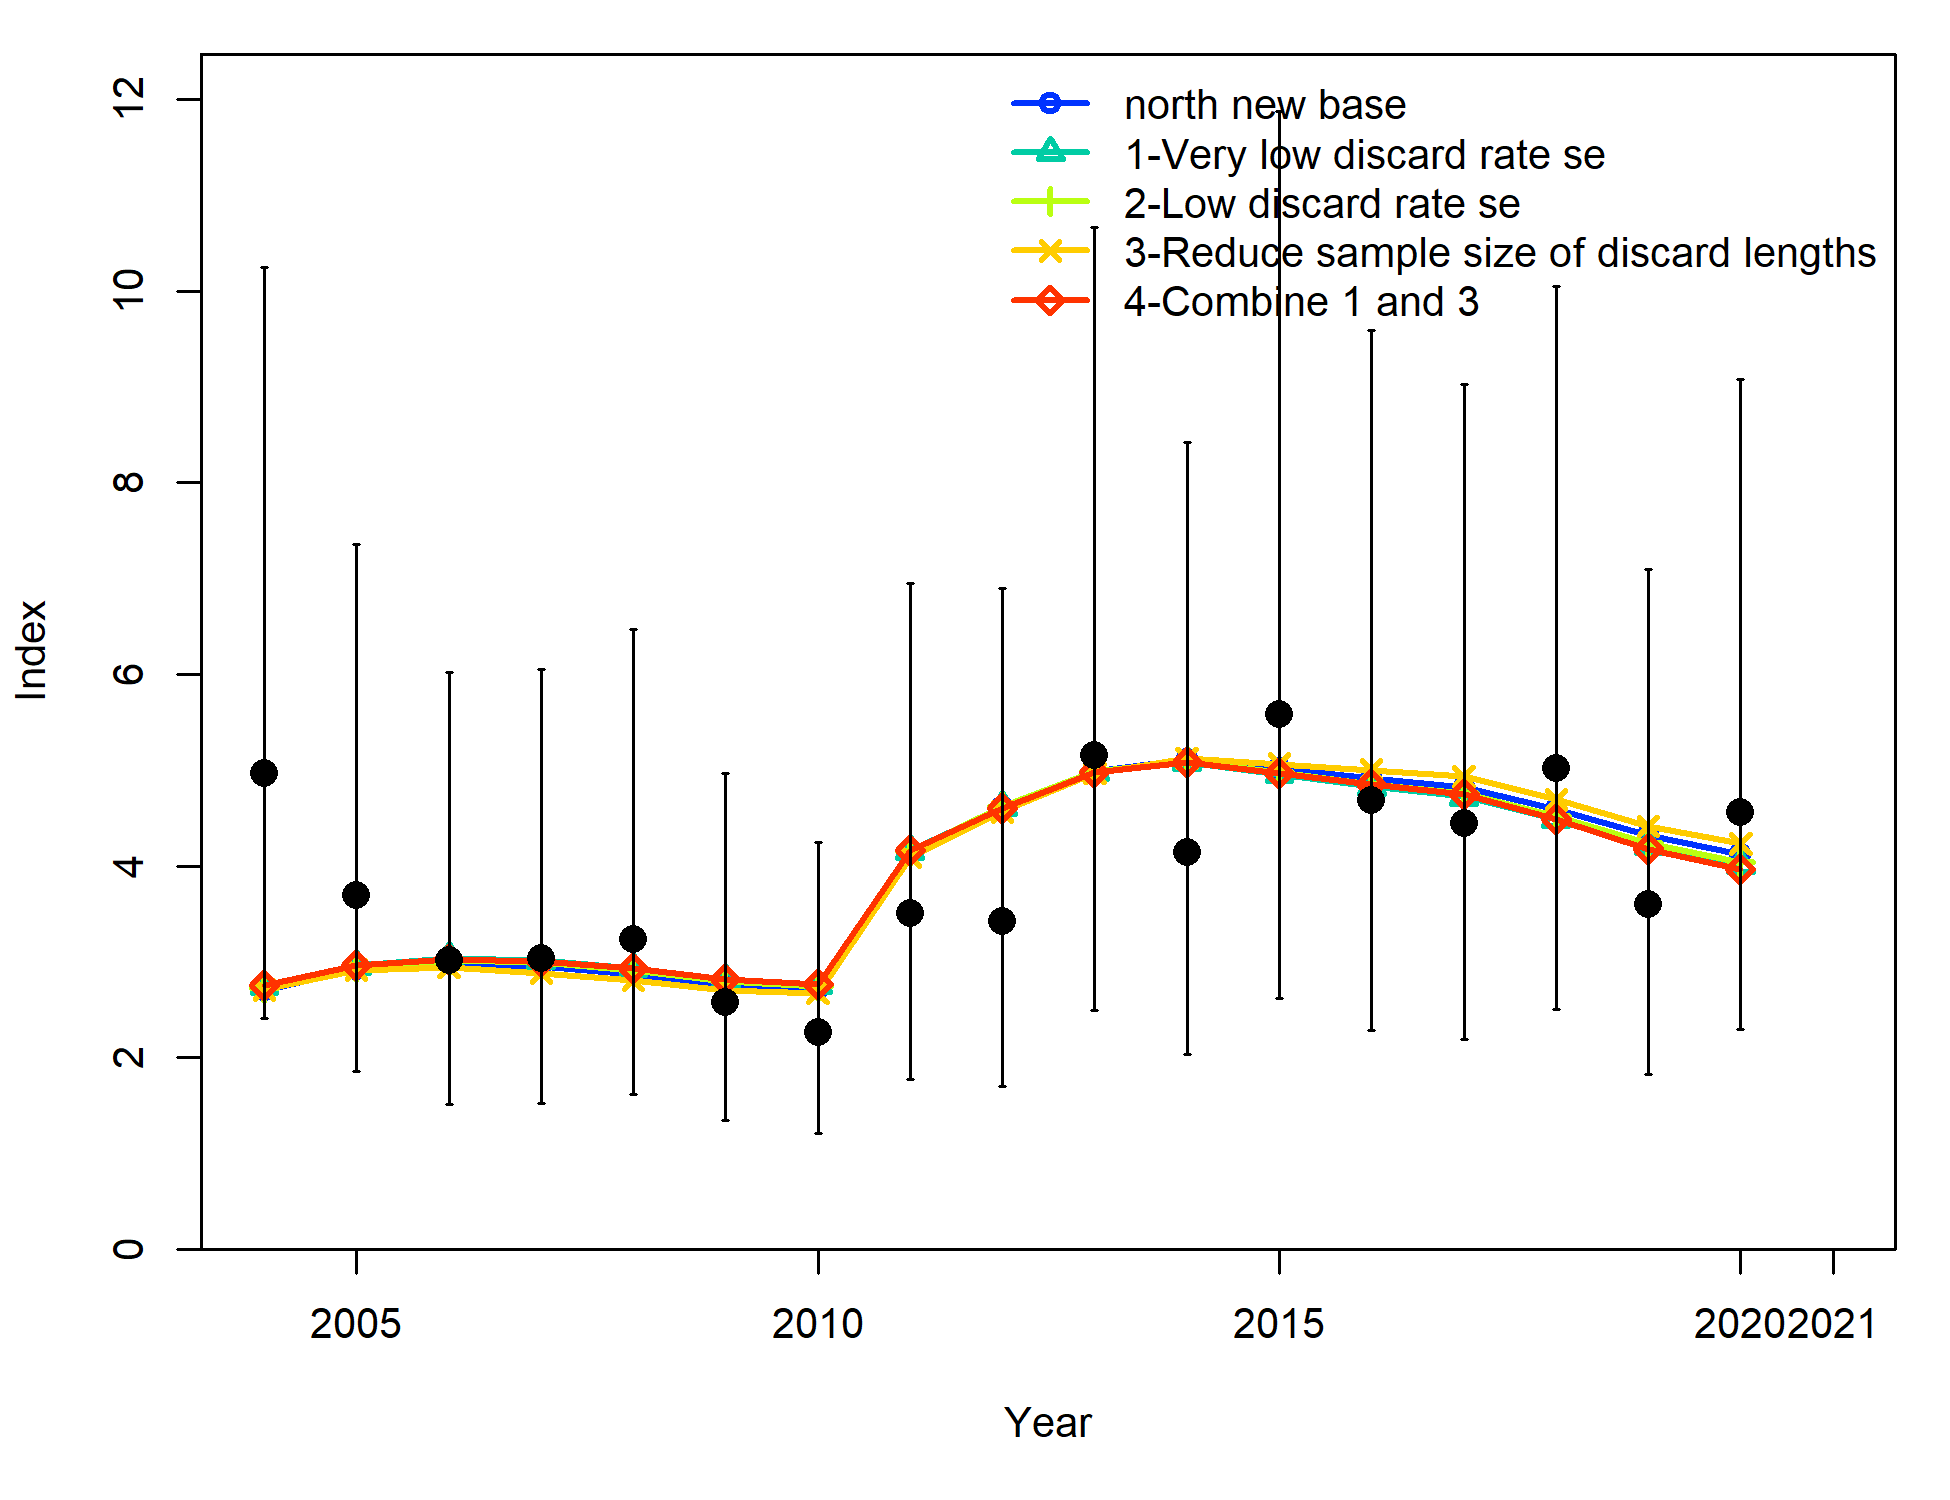 12
10
8
6
4
2
0
Index
north new base
1-Very low discard rate se
2-Low discard rate se
3-Reduce sample size of discard lengths
4-Combine 1 and 3
2005 2010 2015 2020 2021
Year